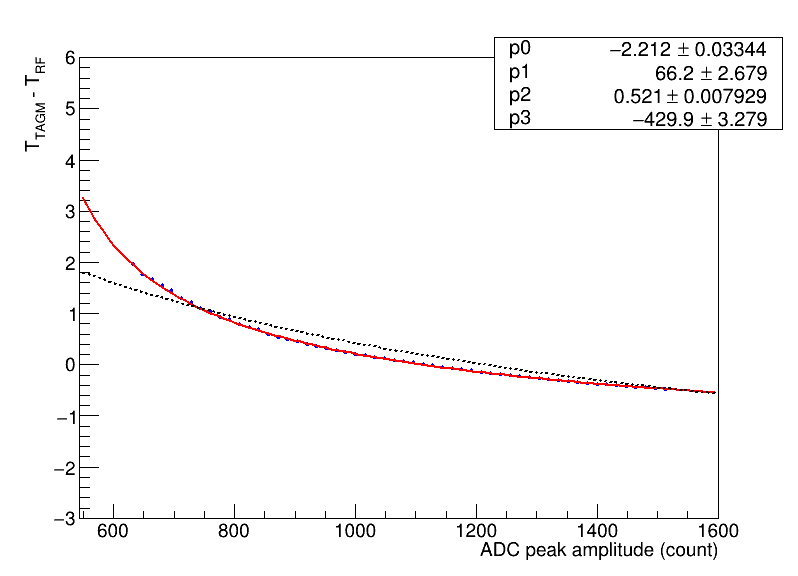 p0 −2.212 ± 0.03344
p1 66.2 ± 2.679
p2 0.521 ± 0.007929
p3 −429.9 ± 3.279
T_TAGM - T_RF
6
5
4
3
2
1
0
−1
−2
−3
600 800 1000 1200 1400 1600
ADC peak amplitude (count)